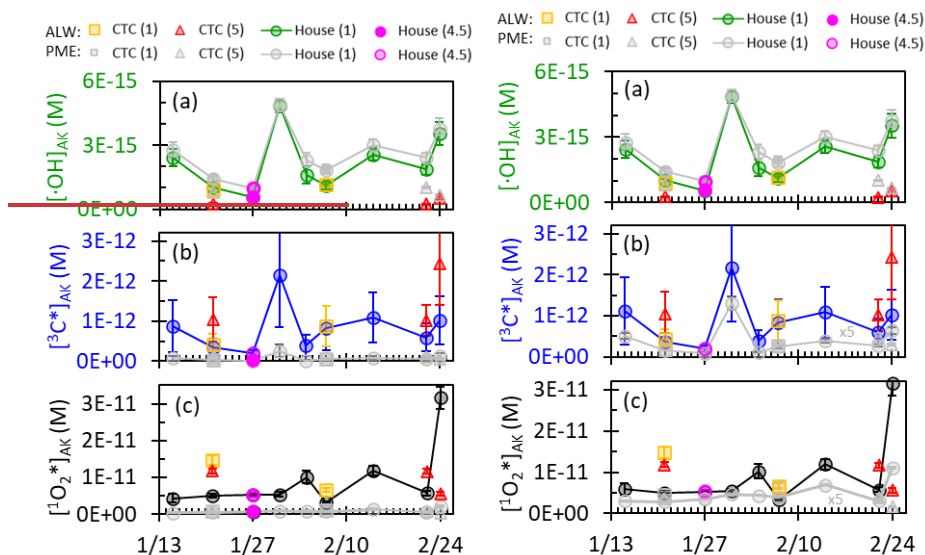 ALW: CTC (1) CTC (5) House (1) House (4.5)
PME: CTC (1) CTC (5) House (1) House (4.5)
(a)
6E-15
3E-15
0E+00
[·OH]AK (M)
(b)
3E-12
2E-12
1E-12
0E+00
[³C*]AK (M)
(c)
3E-11
2E-11
1E-11
0E+00
[¹O₂*]AK (M)
1/13 1/27 2/10 2/24
ALW: CTC (1) CTC (5) House (1) House (4.5)
PME: CTC (1) CTC (5) House (1) House (4.5)
(a)
6E-15
3E-15
0E+00
[·OH]AK (M)
(b)
3E-12
2E-12
1E-12
0E+00
[³C*]AK (M)
x5
(c)
3E-11
2E-11
1E-11
0E+00
[¹O₂*]AK (M)
x5
1/13 1/27 2/10 2/24